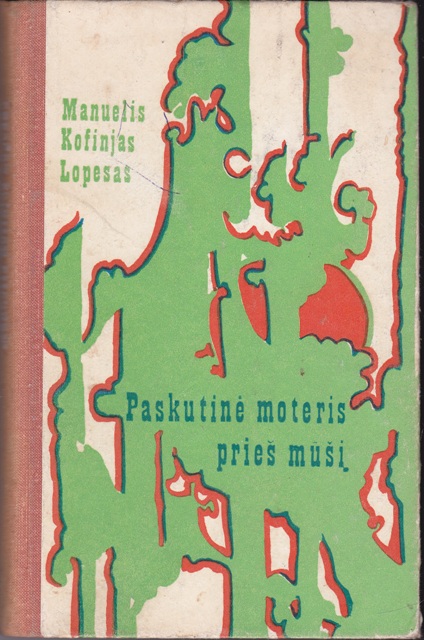 Manuelis
Kofinjas
Lopesas
Paskutinė moteris
prieš mūšį